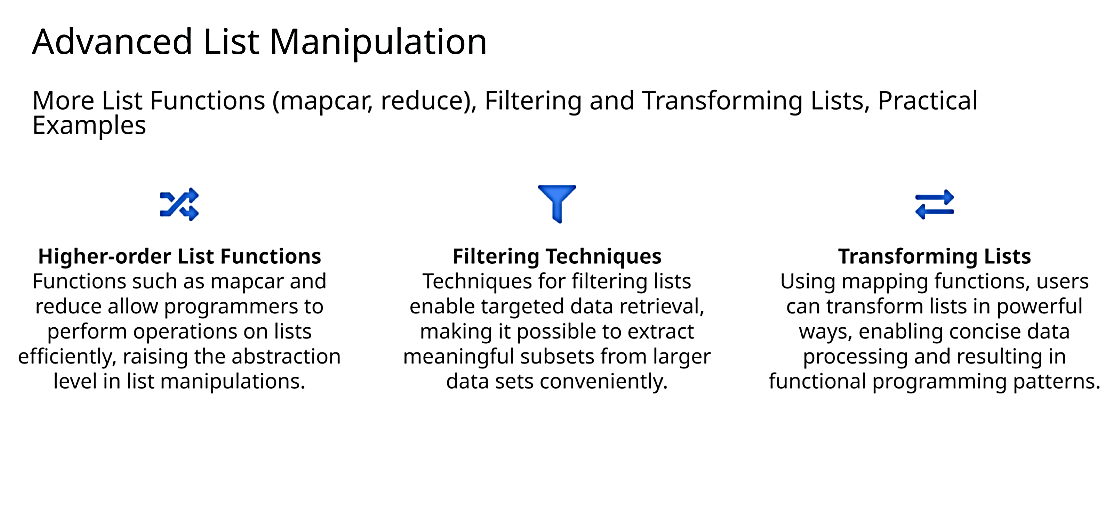 Advanced List Manipulation
More List Functions (mapcar, reduce), Filtering and Transforming Lists, Practical
Examples
Higher-order List Functions
Functions such as mapcar and
reduce allow programmers to
perform operations on lists
efficiently, raising the abstraction
level in list manipulations.
Filtering Techniques
Techniques for filtering lists
enable targeted data retrieval,
making it possible to extract
meaningful subsets from larger
data sets conveniently.
Transforming Lists
Using mapping functions, users
can transform lists in powerful
ways, enabling concise data
processing and resulting in
functional programming patterns.